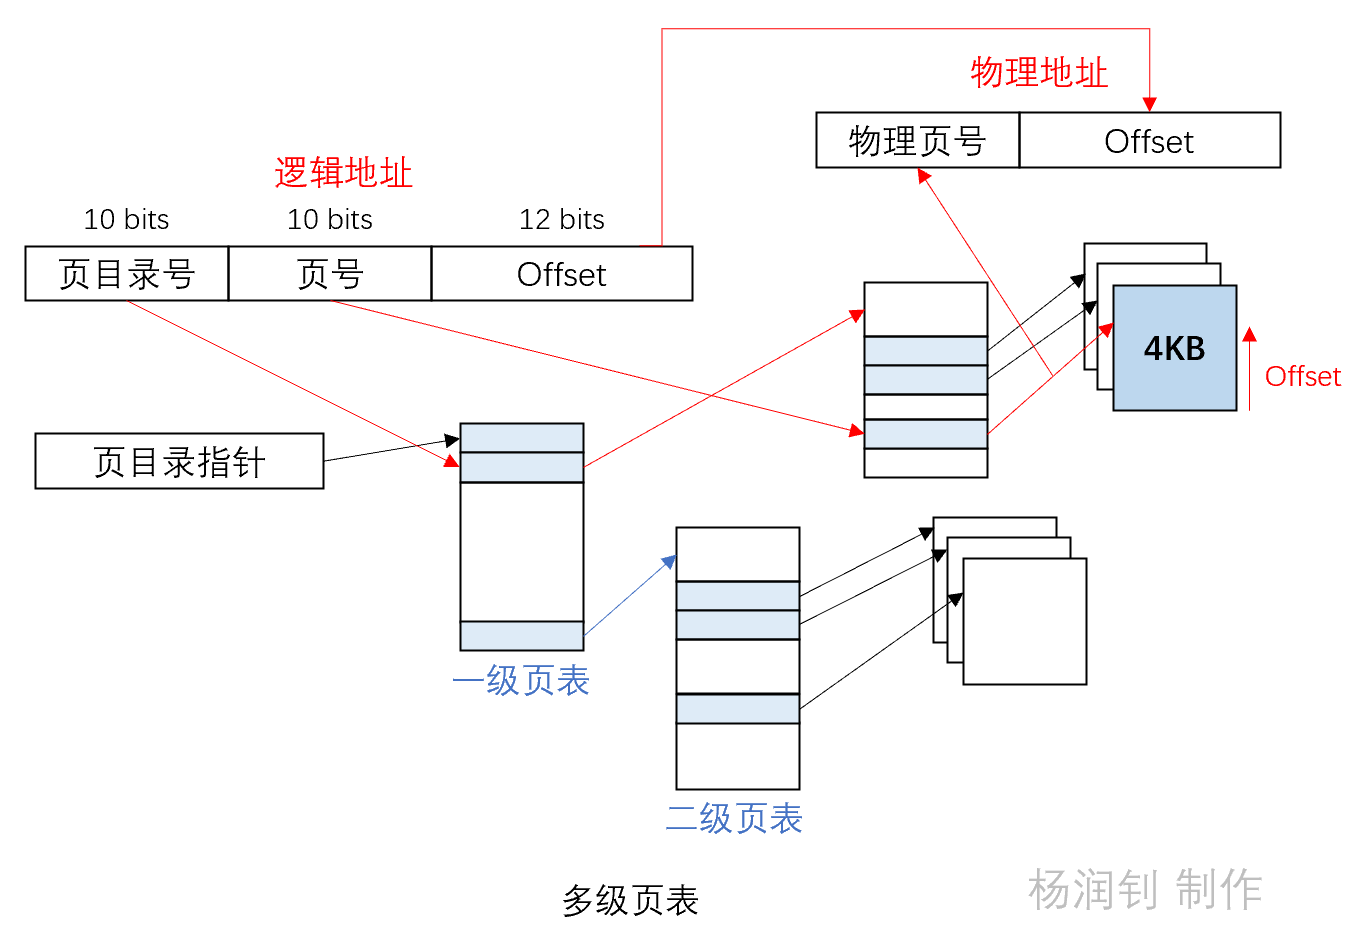 物理地址
物理页号 Offset
逻辑地址
10 bits 10 bits 12 bits
页目录号 页号 Offset
4KB
Offset
页目录指针
一级页表
二级页表
多级页表
杨润钊 制作